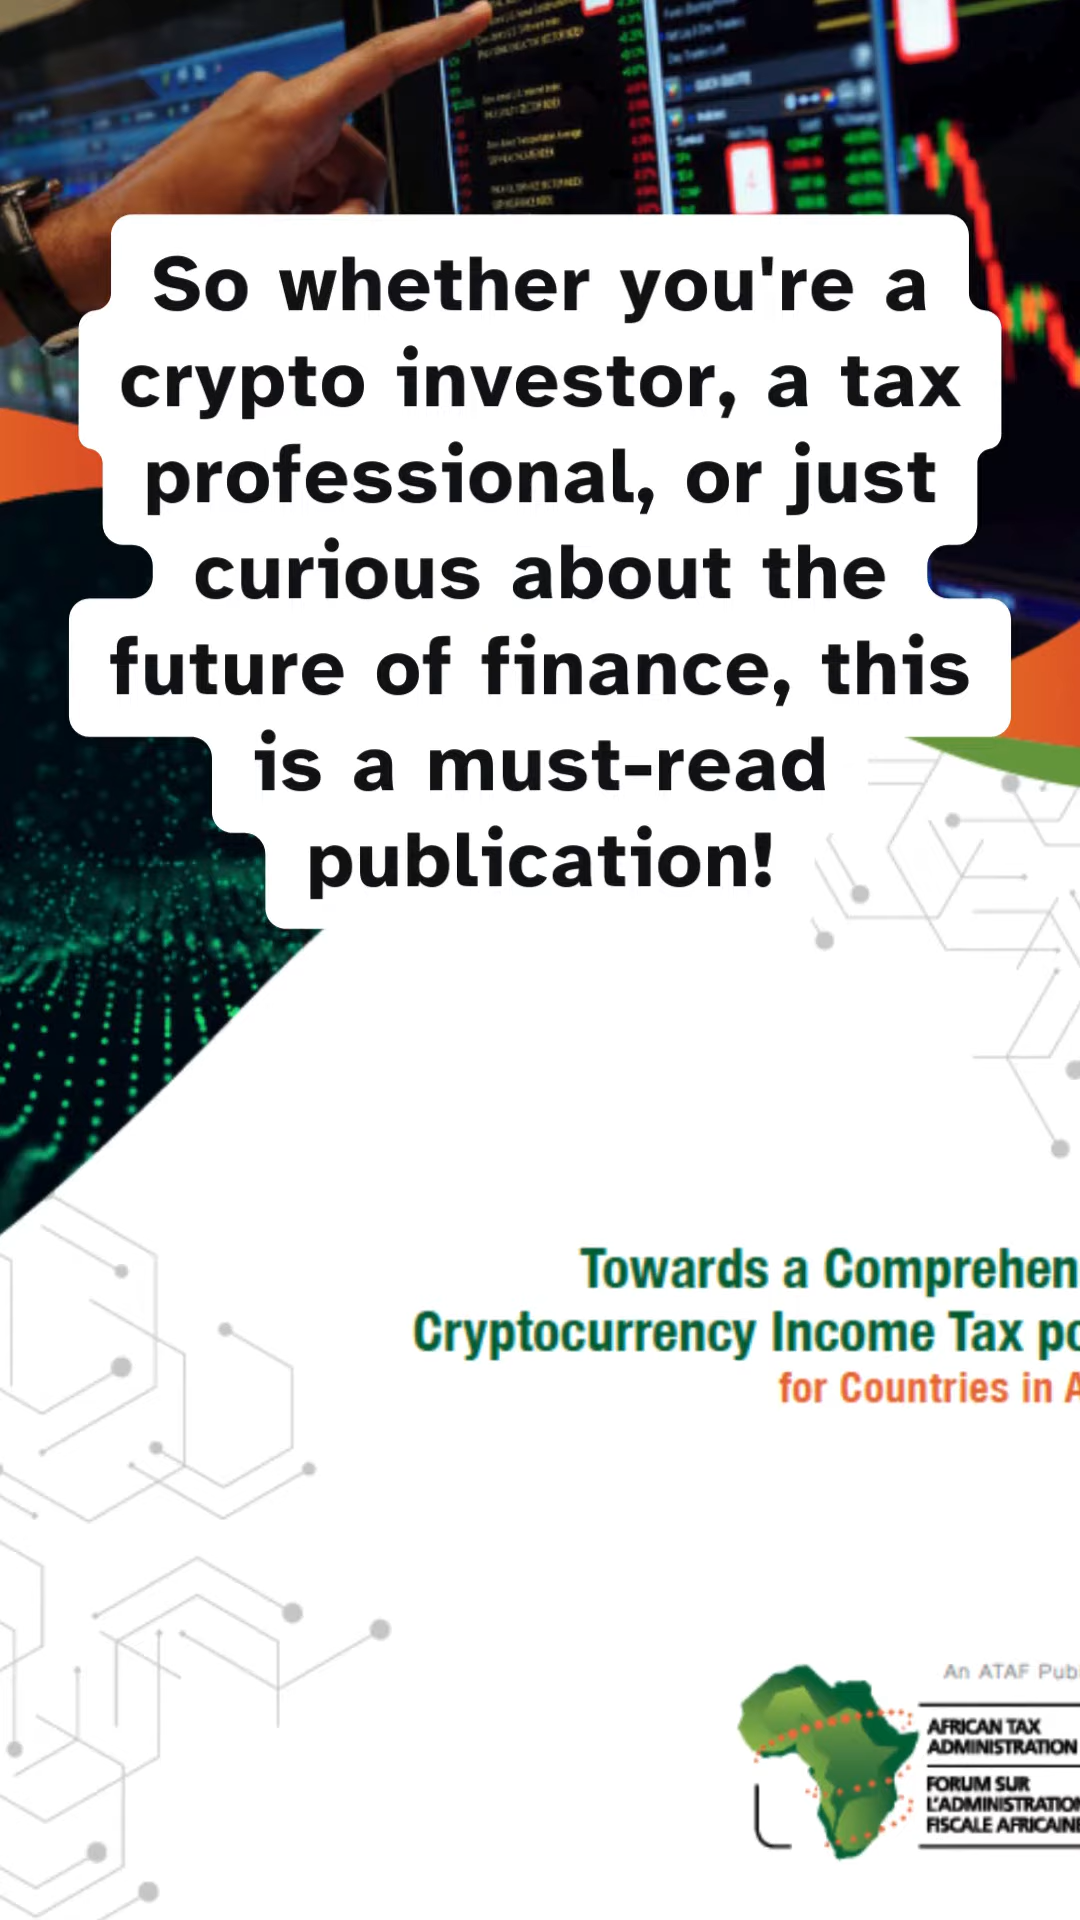 So whether you're a
crypto investor, a tax
professional, or just
curious about the
future of finance, this
is a must-read
publication!
Towards a Comprehen
Cryptocurrency Income Tax po
for Countries in A
An ATAF Publ
AFRICAN TAX
ADMINISTRATION
FORUM SUR
L'ADMINISTRATION
FISCALE AFRICAINE